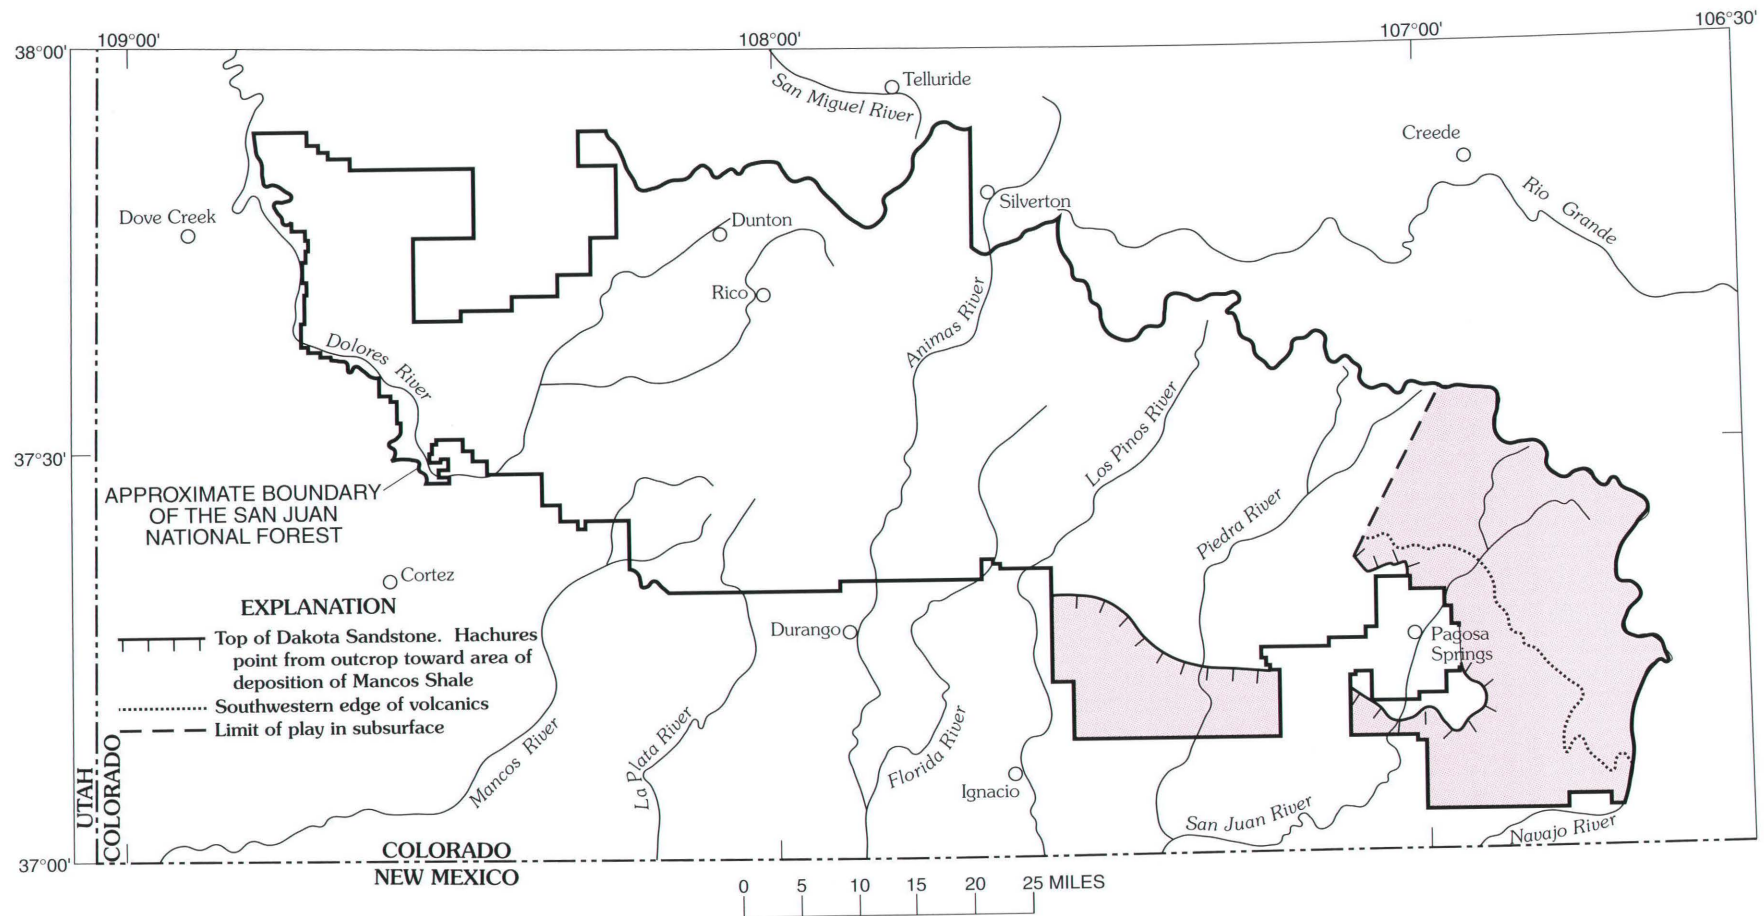 109°00'
108°00'
107°00'
106°30'
38°00'
Telluride
San Miguel River
Creede
Silverton
Rio Grande
Dove Creek
Dunton
Rico
Animas River
Dolores River
Los Pinos River
37°30'
APPROXIMATE BOUNDARY
OF THE SAN JUAN
NATIONAL FOREST
Piedra River
Cortez
EXPLANATION
Top of Dakota Sandstone. Hachures
point from outcrop toward area of
deposition of Mancos Shale
Southwestern edge of volcanics
Limit of play in subsurface
Durango
Pagosa
Springs
Mancos River
La Plata River
Florida River
Ignacio
San Juan River
Navajo River
UTAH
COLORADO
37°00'
COLORADO
NEW MEXICO
0 5 10 15 20 25 MILES